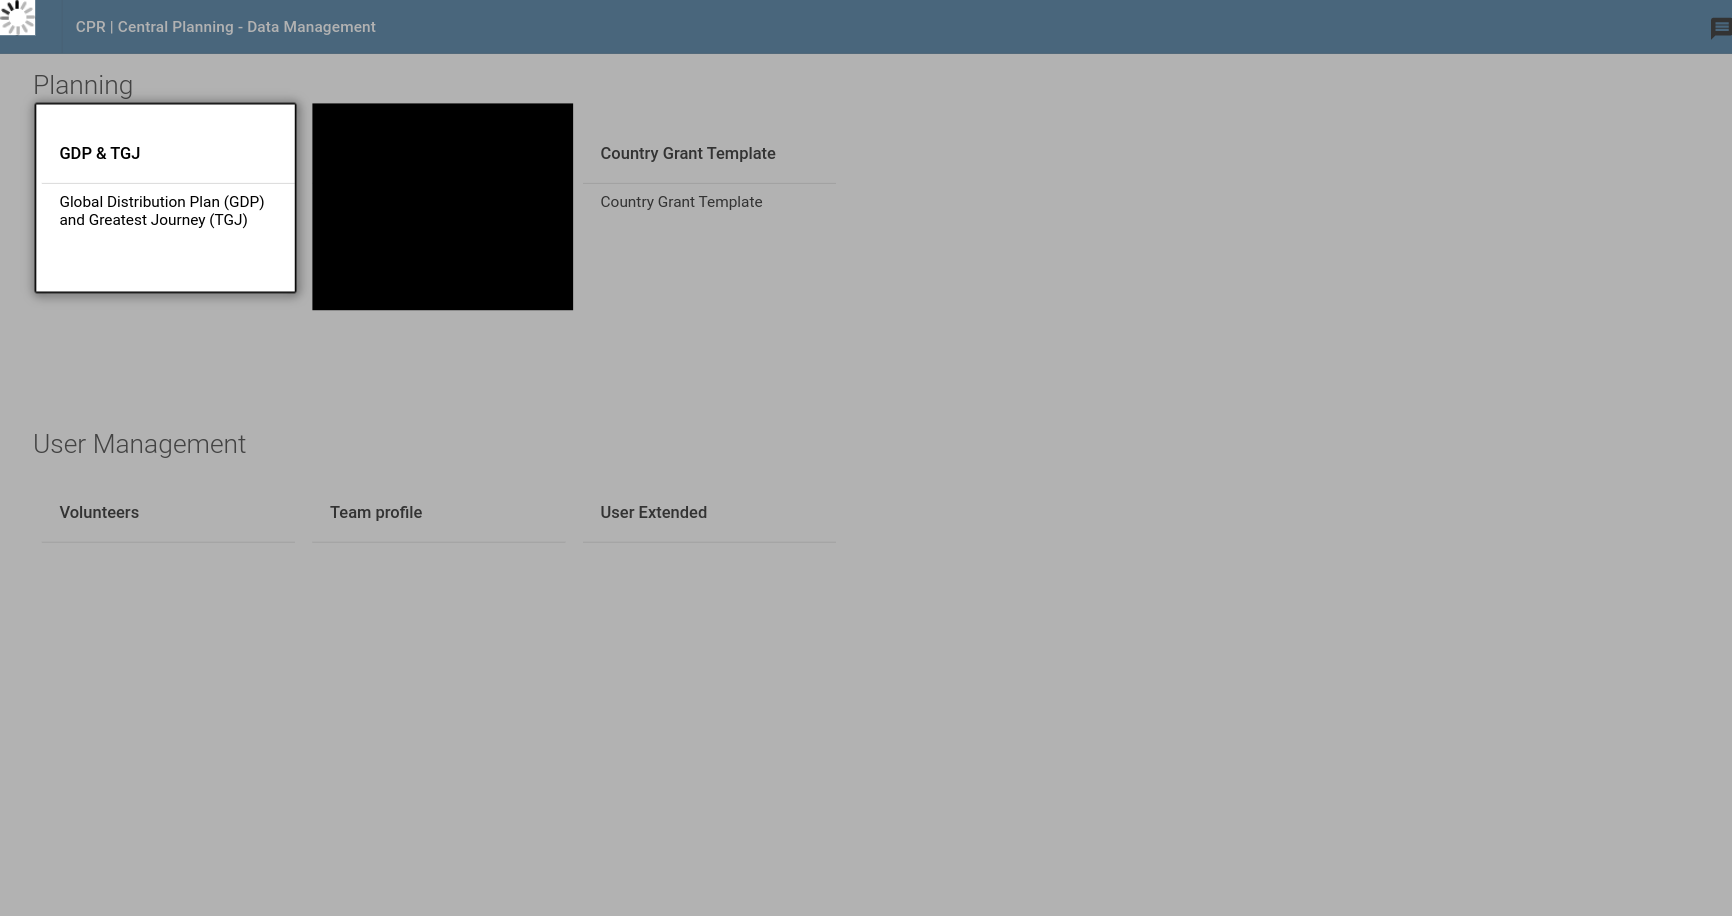 CPR | Central Planning - Data Management
Planning
GDP & TGJ
Global Distribution Plan (GDP)
and Greatest Journey (TGJ)
Country Grant Template
Country Grant Template
User Management
Volunteers
Team profile
User Extended